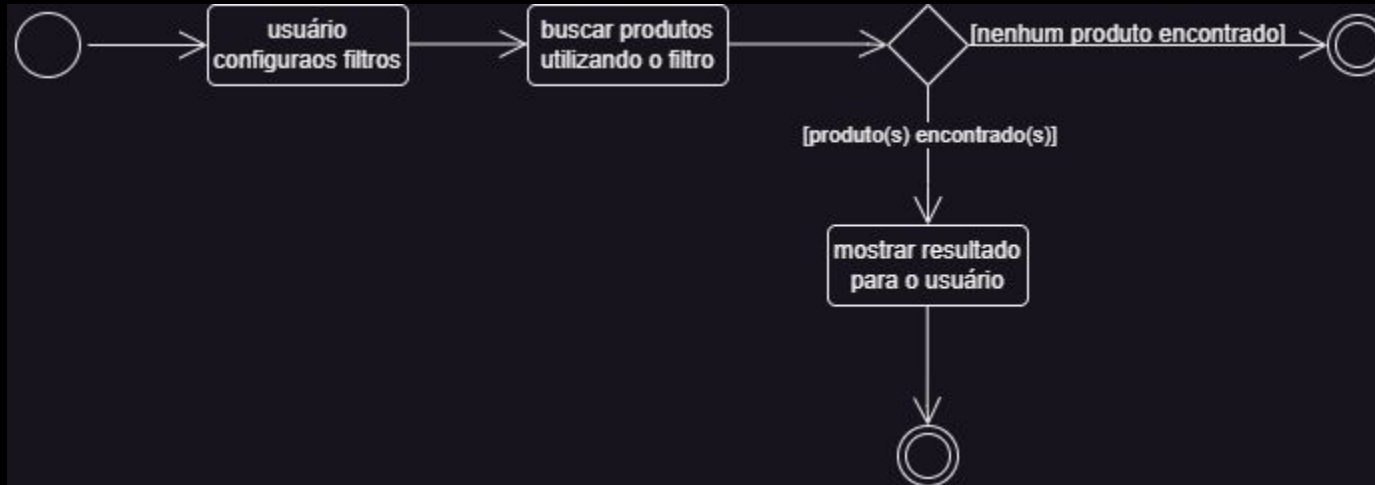 usuário
configuraos filtros
buscar produtos
utilizando o filtro
[nenhum produto encontrado]
[produto(s) encontrado(s)]
mostrar resultado
para o usuário